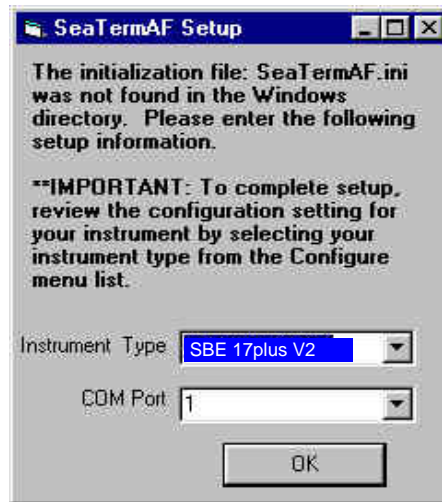 SeaTermAF Setup
The initialization file: SeaTermAF.ini
was not found in the Windows
directory. Please enter the following
setup information.
**IMPORTANT: To complete setup,
review the configuration setting for
your instrument by selecting your
instrument type from the Configure
menu list.
Instrument Type SBE 17plus V2
COM Port 1
OK